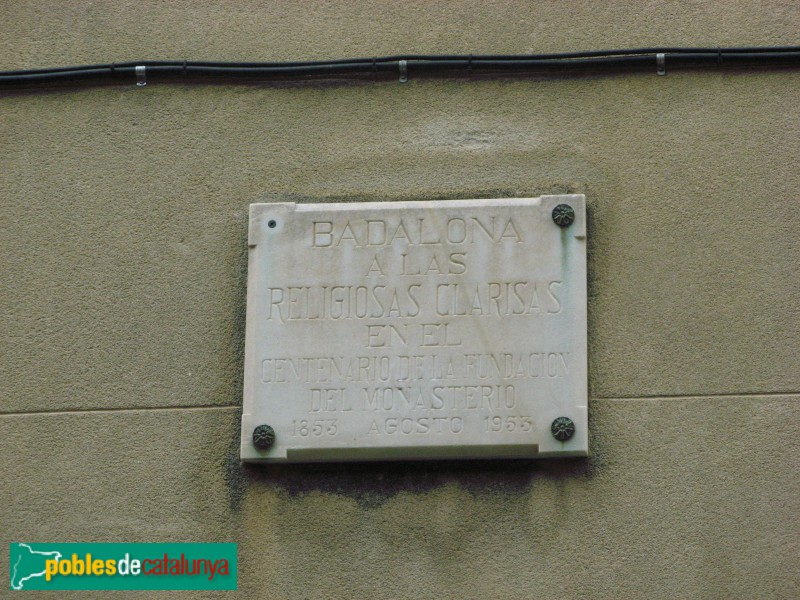 BADALONA
A LAS
RELIGIOSAS CLARISAS
EN EL
CENTENARIO DE LA FUNDACION
DEL MONASTERIO
1853 AGOSTO 1953
poblesdecatalunya